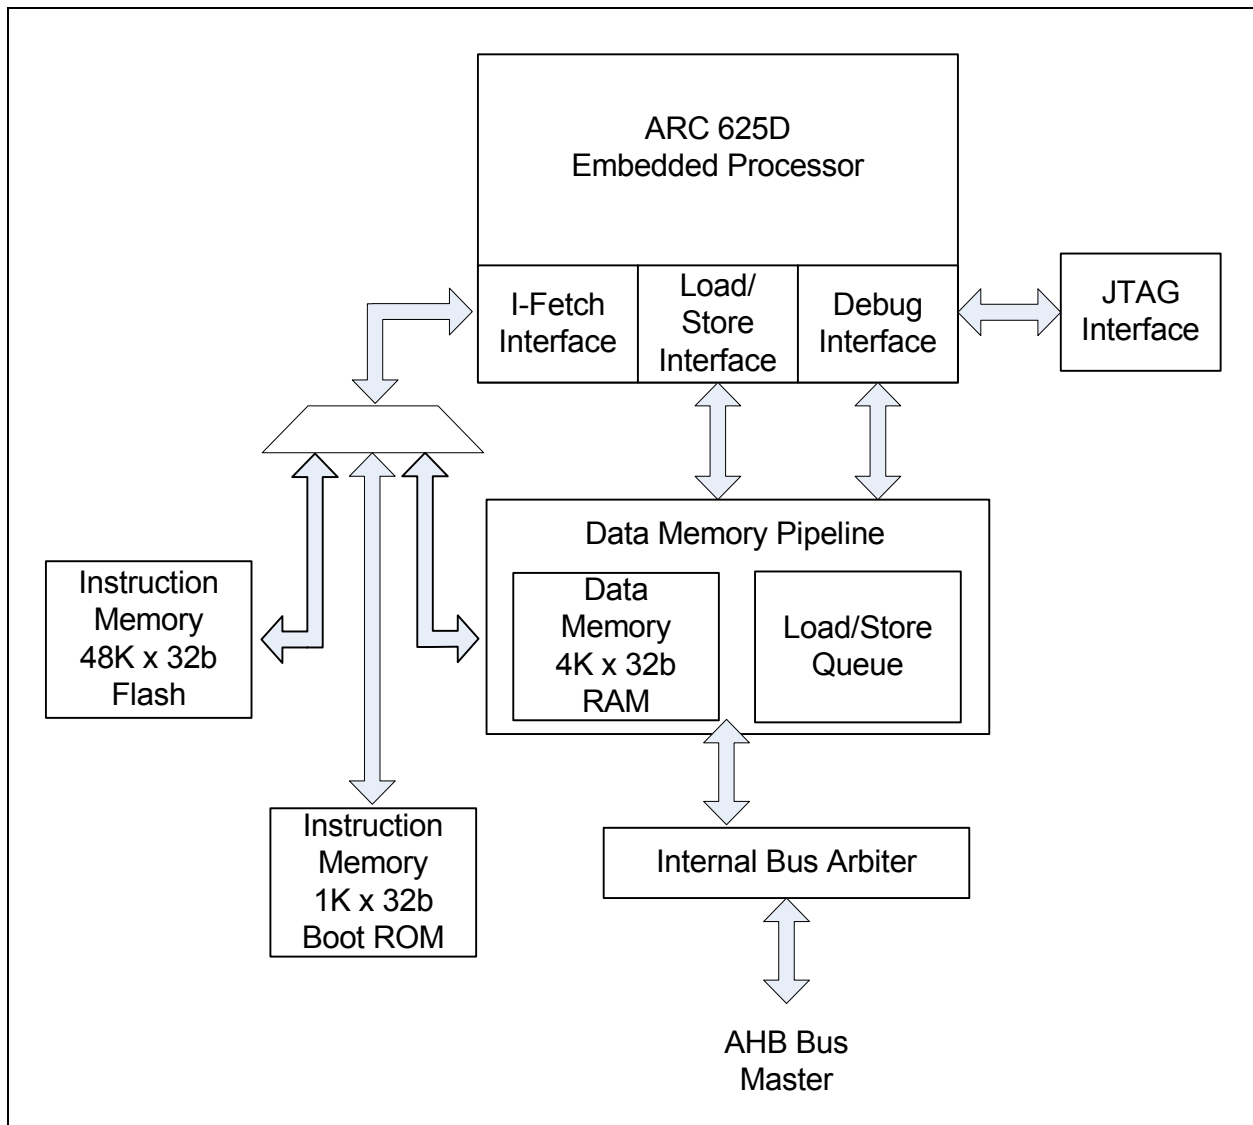 ARC 625D
Embedded Processor
I-Fetch
Interface
Load/
Store
Interface
Debug
Interface
JTAG
Interface
Data Memory Pipeline
Instruction
Memory
48K x 32b
Flash
Data
Memory
4K x 32b
RAM
Load/Store
Queue
Instruction
Memory
1K x 32b
Boot ROM
Internal Bus Arbiter
AHB Bus
Master